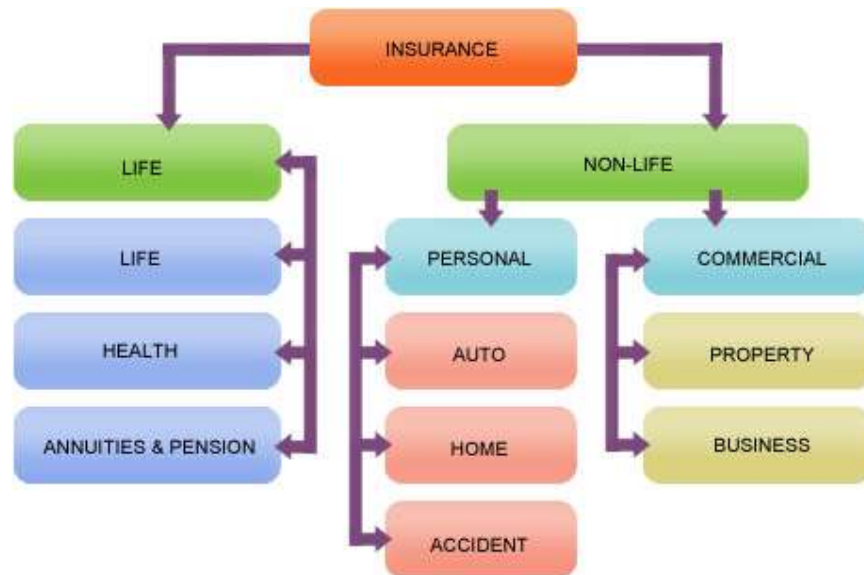 INSURANCE
LIFE
NON-LIFE
LIFE
PERSONAL
COMMERCIAL
HEALTH
AUTO
PROPERTY
ANNUITIES & PENSION
HOME
BUSINESS
ACCIDENT